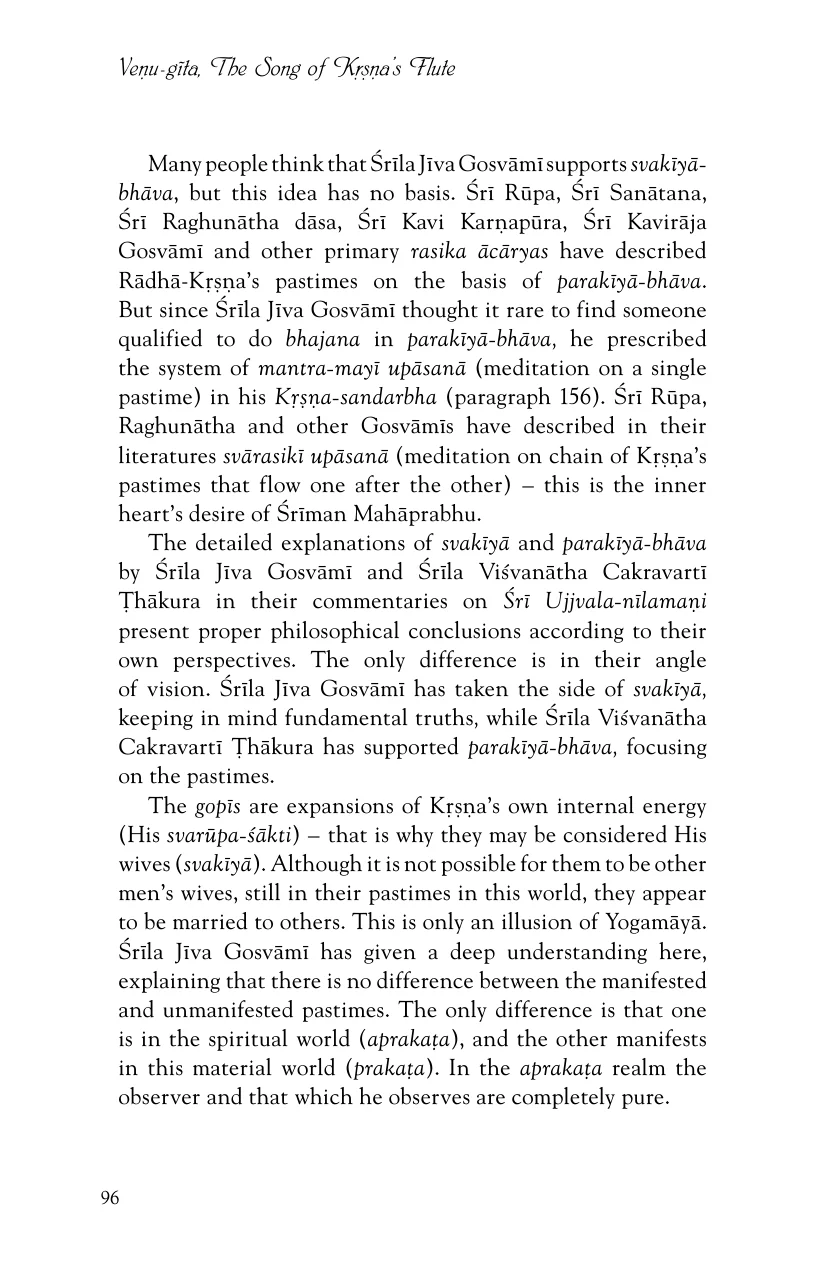 Veṇu-gīta, The Song of Kṛṣṇa's Flute
Many people think that Śrīla Jīva Gosvāmī supports svakīyā-
bhāva, but this idea has no basis. Śrī Rūpa, Śrī Sanātana,
Śrī Raghunātha dāsa, Śrī Kavi Karṇapūra, Śrī Kavirāja
Gosvāmī and other primary rasika ācāryas have described
Rādhā-Kṛṣṇa's pastimes on the basis of parakīyā-bhāva.
But since Śrīla Jīva Gosvāmī thought it rare to find someone
qualified to do bhajana in parakīyā-bhāva, he prescribed
the system of mantra-mayī upāsanā (meditation on a single
pastime) in his Kṛṣṇa-sandarbha (paragraph 156). Śrī Rūpa,
Raghunātha and other Gosvāmīs have described in their
literatures svārasikī upāsanā (meditation on chain of Kṛṣṇa's
pastimes that flow one after the other) – this is the inner
heart's desire of Śrīman Mahāprabhu.
The detailed explanations of svakīyā and parakīyā-bhāva
by Śrīla Jīva Gosvāmī and Śrīla Viśvanātha Cakravartī
Ṭhākura in their commentaries on Śrī Ujjvala-nīlamaṇi
present proper philosophical conclusions according to their
own perspectives. The only difference is in their angle
of vision. Śrīla Jīva Gosvāmī has taken the side of svakīyā,
keeping in mind fundamental truths, while Śrīla Viśvanātha
Cakravartī Ṭhākura has supported parakīyā-bhāva, focusing
on the pastimes.
The gopīs are expansions of Kṛṣṇa's own internal energy
(His svarūpa-śākti) – that is why they may be considered His
wives (svakīyā). Although it is not possible for them to be other
men's wives, still in their pastimes in this world, they appear
to be married to others. This is only an illusion of Yogamāyā.
Śrīla Jīva Gosvāmī has given a deep understanding here,
explaining that there is no difference between the manifested
and unmanifested pastimes. The only difference is that one
is in the spiritual world (aprakaṭa), and the other manifests
in this material world (prakaṭa). In the aprakaṭa realm the
observer and that which he observes are completely pure.
96